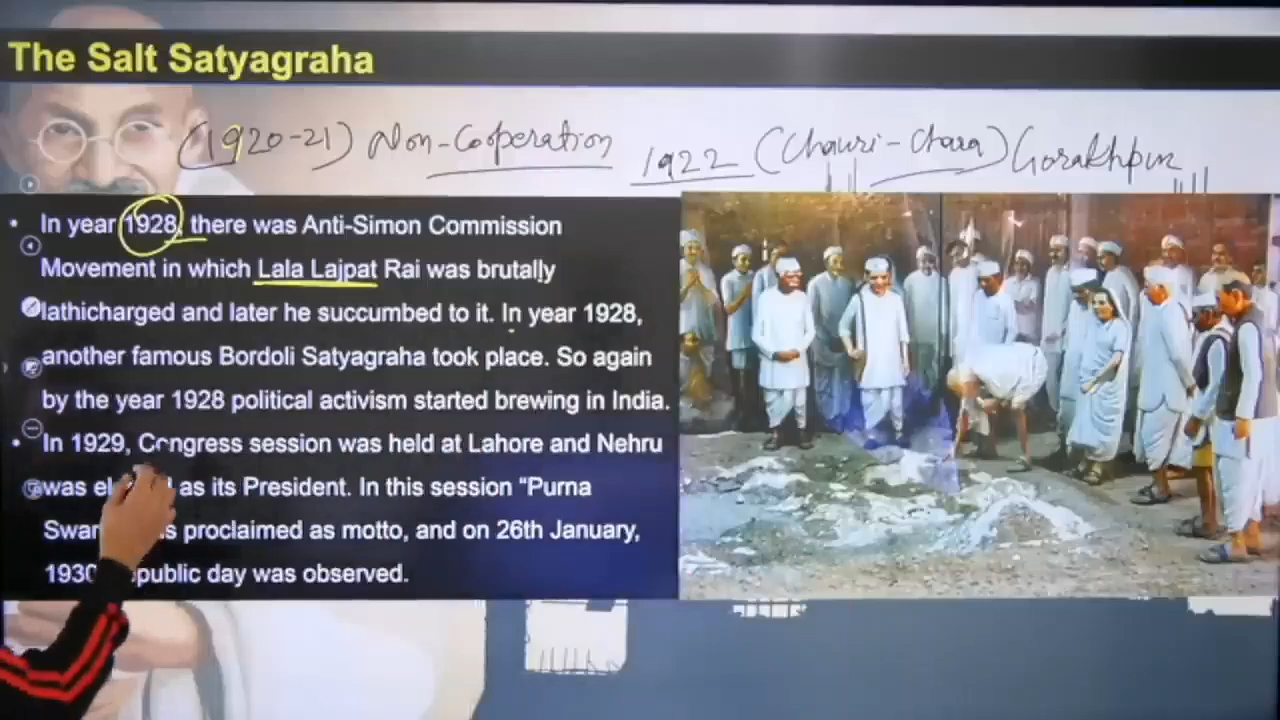 The Salt Satyagraha
(1920-21) Non-Cooperation 1922 (Chauri-Chara) Gorakhpur
• In year 1928, there was Anti-Simon Commission
Movement in which Lala Lajpat Rai was brutally
lathicharged and later he succumbed to it. In year 1928,
another famous Bordoli Satyagraha took place. So again
by the year 1928 political activism started brewing in India.
• In 1929, Congress session was held at Lahore and Nehru
was as its President. In this session “Purna
proclaimed as motto, and on 26th January,
1930 day was observed.